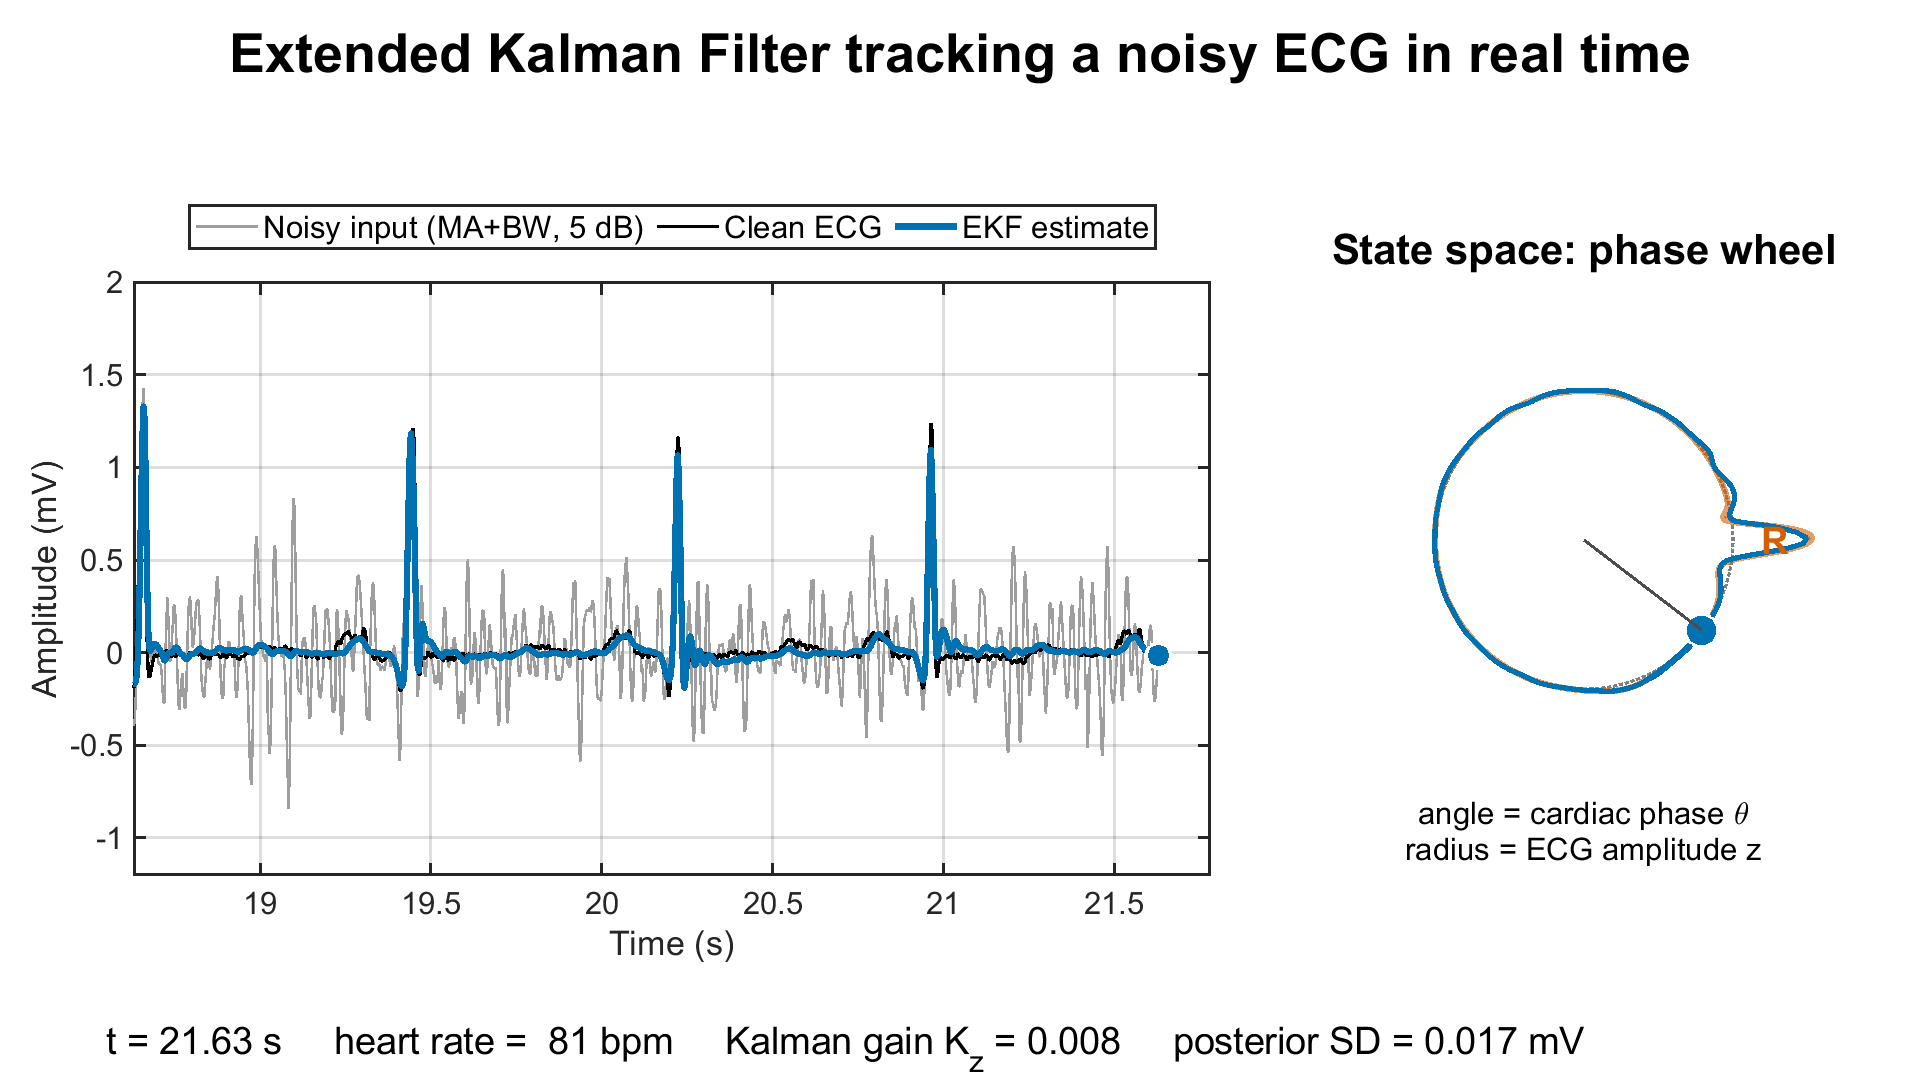 Extended Kalman Filter tracking a noisy ECG in real time
Noisy input (MA+BW, 5 dB) Clean ECG EKF estimate
State space: phase wheel
2
1.5
1
0.5
0
-0.5
-1
Amplitude (mV)
19 19.5 20 20.5 21 21.5
Time (s)
R
angle = cardiac phase θ
radius = ECG amplitude z
t = 21.63 s heart rate = 81 bpm Kalman gain K_z = 0.008 posterior SD = 0.017 mV